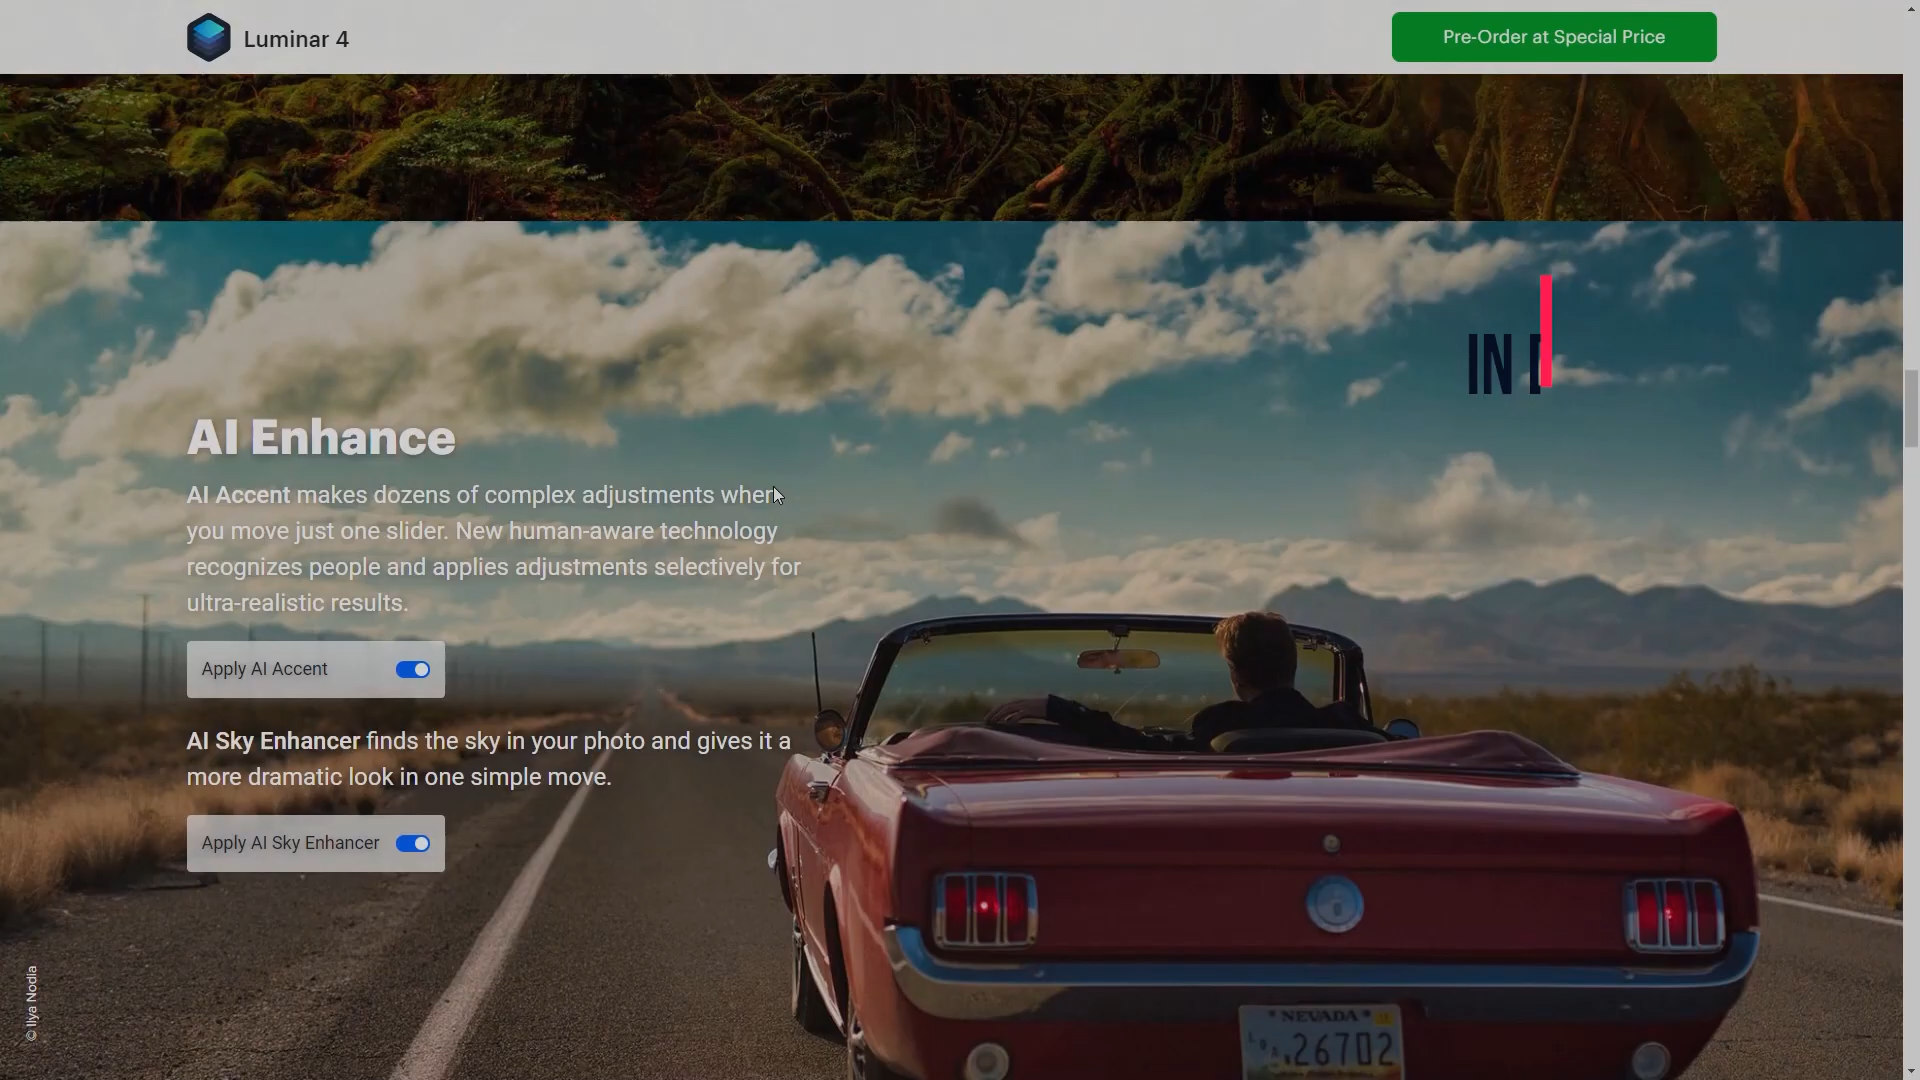 Luminar 4
Pre-Order at Special Price
IN
AI Enhance
AI Accent makes dozens of complex adjustments when
you move just one slider. New human-aware technology
recognizes people and applies adjustments selectively for
ultra-realistic results.
Apply AI Accent
AI Sky Enhancer finds the sky in your photo and gives it a
more dramatic look in one simple move.
Apply AI Sky Enhancer
© Ilya Nodia
NEVADA
26702